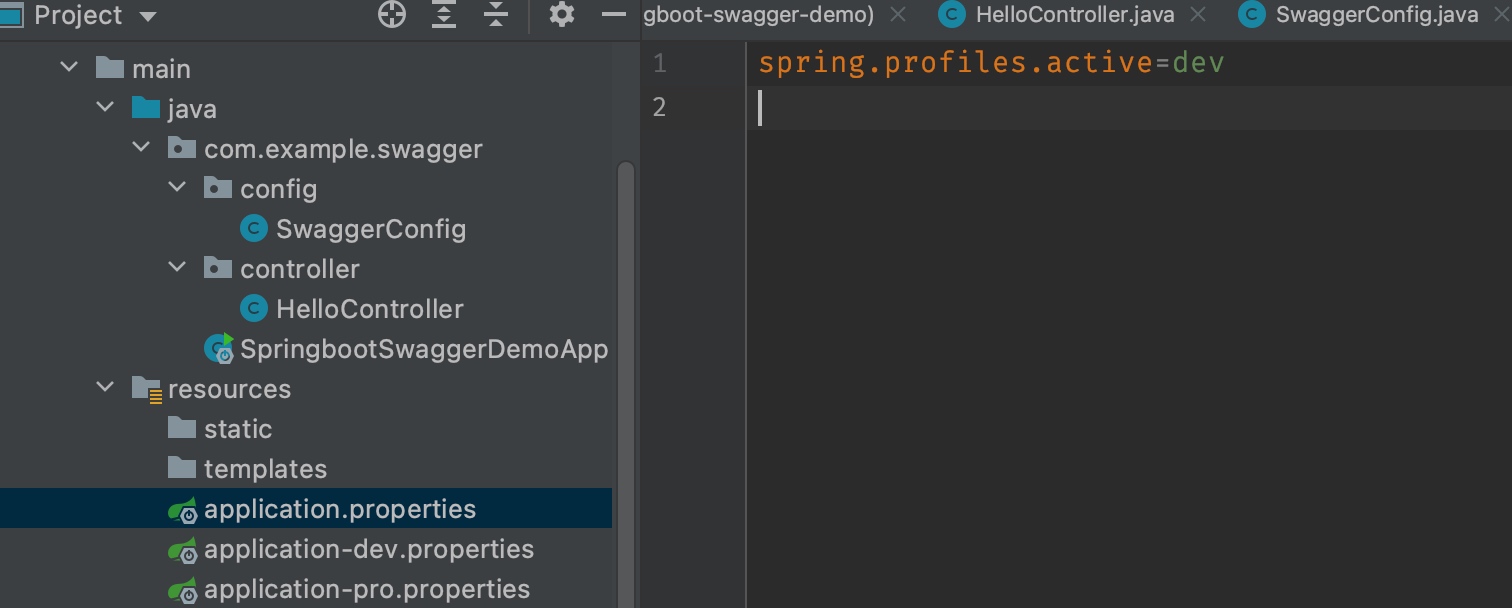 Project
main
java
com.example.swagger
config
C SwaggerConfig
controller
C HelloController
SpringbootSwaggerDemoApp
resources
static
templates
application.properties
application-dev.properties
application-pro.properties
gboot-swagger-demo) C HelloController.java C SwaggerConfig.java
1 spring.profiles.active=dev
2